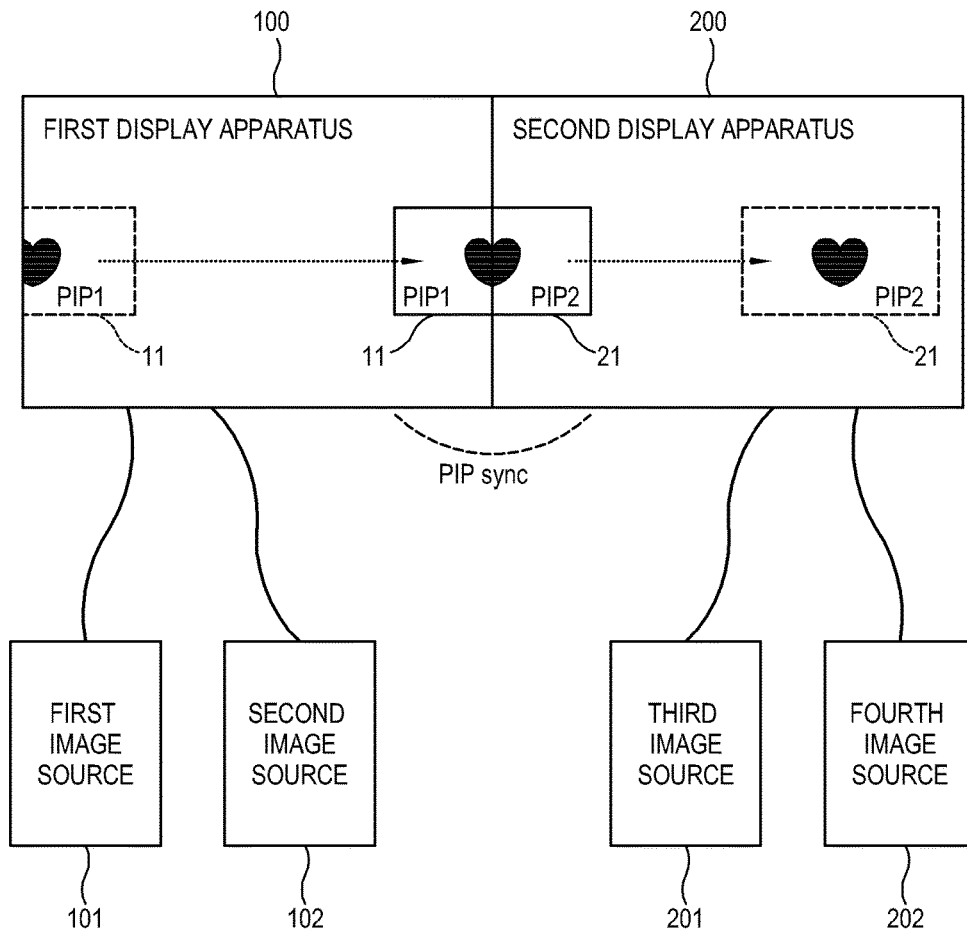 100
200
FIRST DISPLAY APPARATUS
SECOND DISPLAY APPARATUS
PIP1
PIP1
PIP2
PIP2
11
11
21
21
PIP sync
FIRST
IMAGE
SOURCE
SECOND
IMAGE
SOURCE
THIRD
IMAGE
SOURCE
FOURTH
IMAGE
SOURCE
101
102
201
202